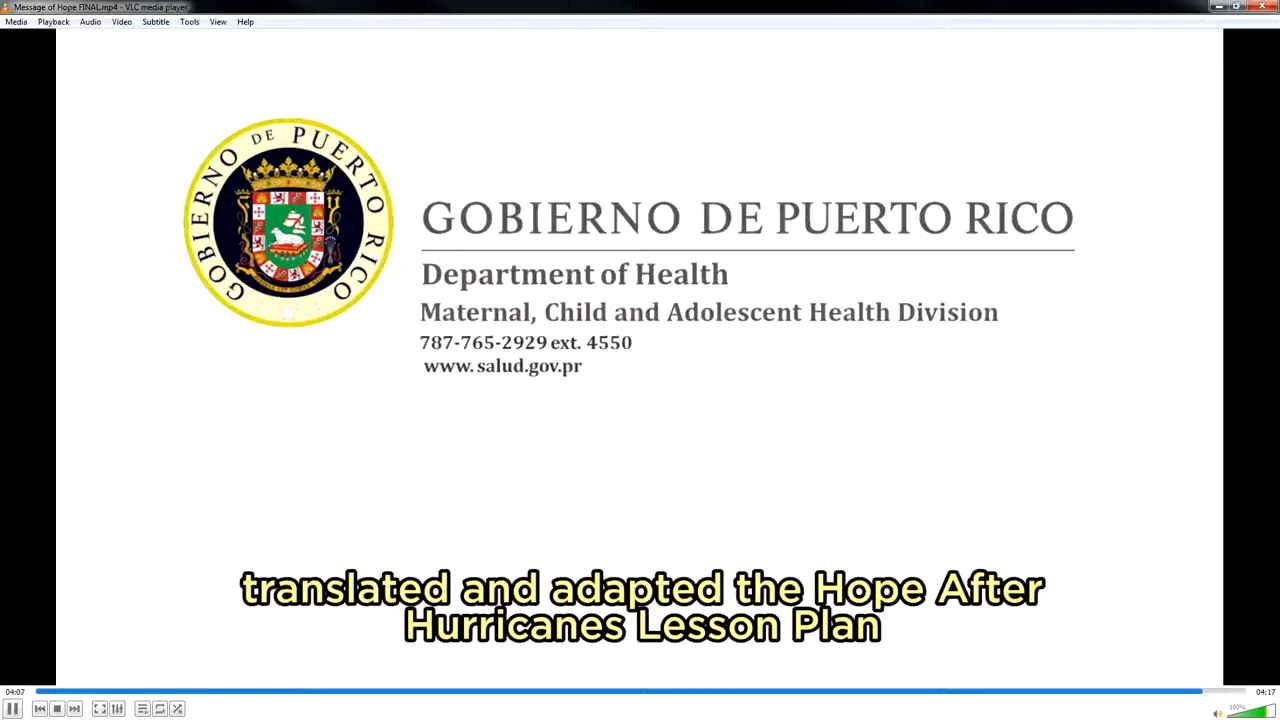 Message of Hope FINAL.mp4 - VLC media player
Media Playback Audio Video Subtitle Tools View Help
GOBIERNO DE PUERTO RICO
GOBIERNO DE PUERTO RICO
Department of Health
Maternal, Child and Adolescent Health Division
787-765-2929 ext. 4550
www. salud.gov.pr
translated and adapted the Hope After
Hurricanes Lesson Plan
04:07 04:17
100%